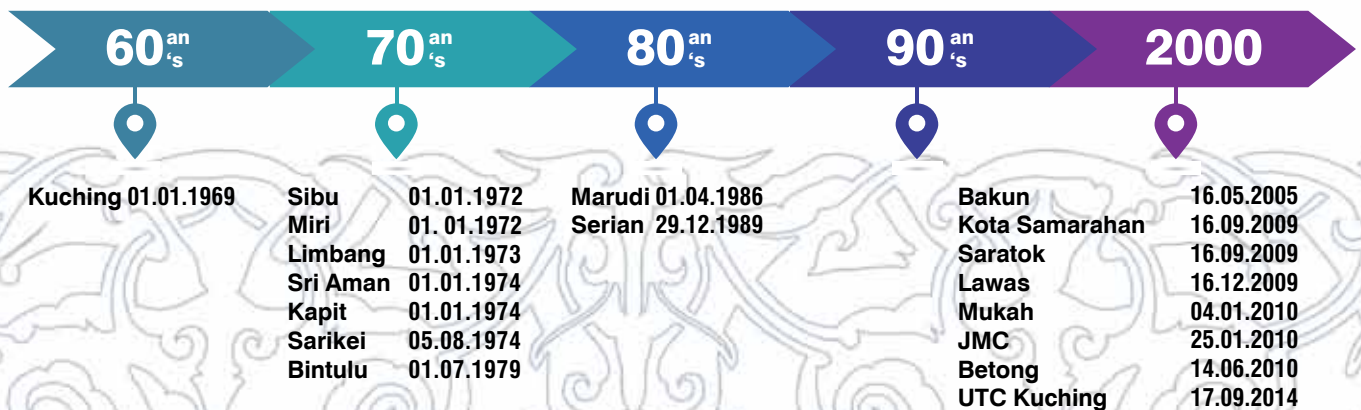 60an 's
70an 's
80an 's
90an 's
2000
Kuching 01.01.1969
Sibu 01.01.1972
Miri 01. 01.1972
Limbang 01.01.1973
Sri Aman 01.01.1974
Kapit 01.01.1974
Sarikei 05.08.1974
Bintulu 01.07.1979
Marudi 01.04.1986
Serian 29.12.1989
Bakun 16.05.2005
Kota Samarahan 16.09.2009
Saratok 16.09.2009
Lawas 16.12.2009
Mukah 04.01.2010
JMC 25.01.2010
Betong 14.06.2010
UTC Kuching 17.09.2014